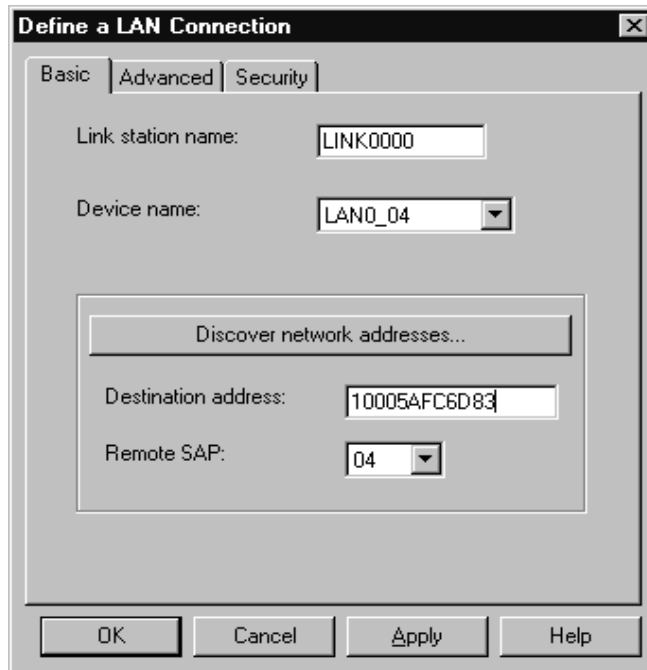 Define a LAN Connection
Basic Advanced Security
Link station name: LINK0000
Device name: LAN0_04
Discover network addresses...
Destination address: 10005AFC6D83
Remote SAP: 04
OK Cancel Apply Help